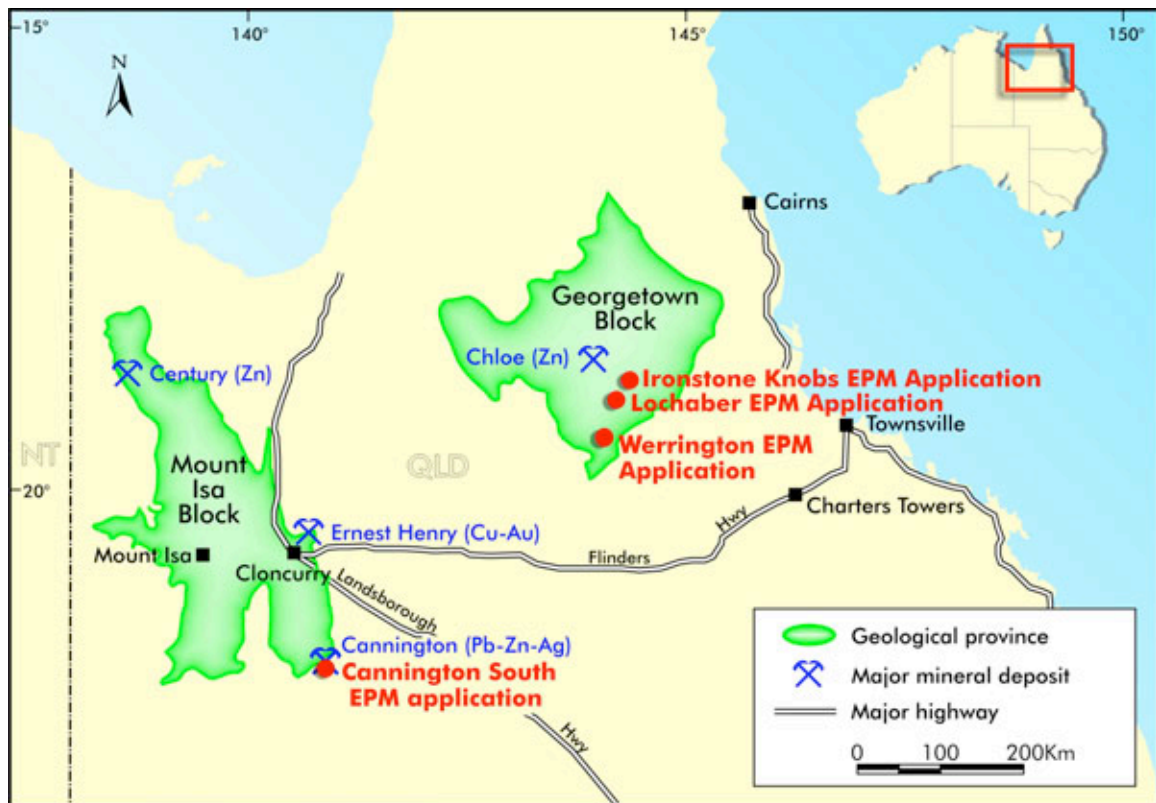 15°
140°
145°
150°
N
Cairns
Georgetown
Block
Chloe (Zn)
Century (Zn)
Ironstone Knobs EPM Application
Lochaber EPM Application
Townsville
Werrington EPM
Application
NT
QLD
Mount
Isa
Block
20°
Charters Towers
Hwy
Ernest Henry (Cu-Au)
Mount Isa
Flinders
Cloncurry
Landsborough
Cannington (Pb-Zn-Ag)
Cannington South
EPM application
Hwy
Geological province
Major mineral deposit
Major highway
0 100 200Km